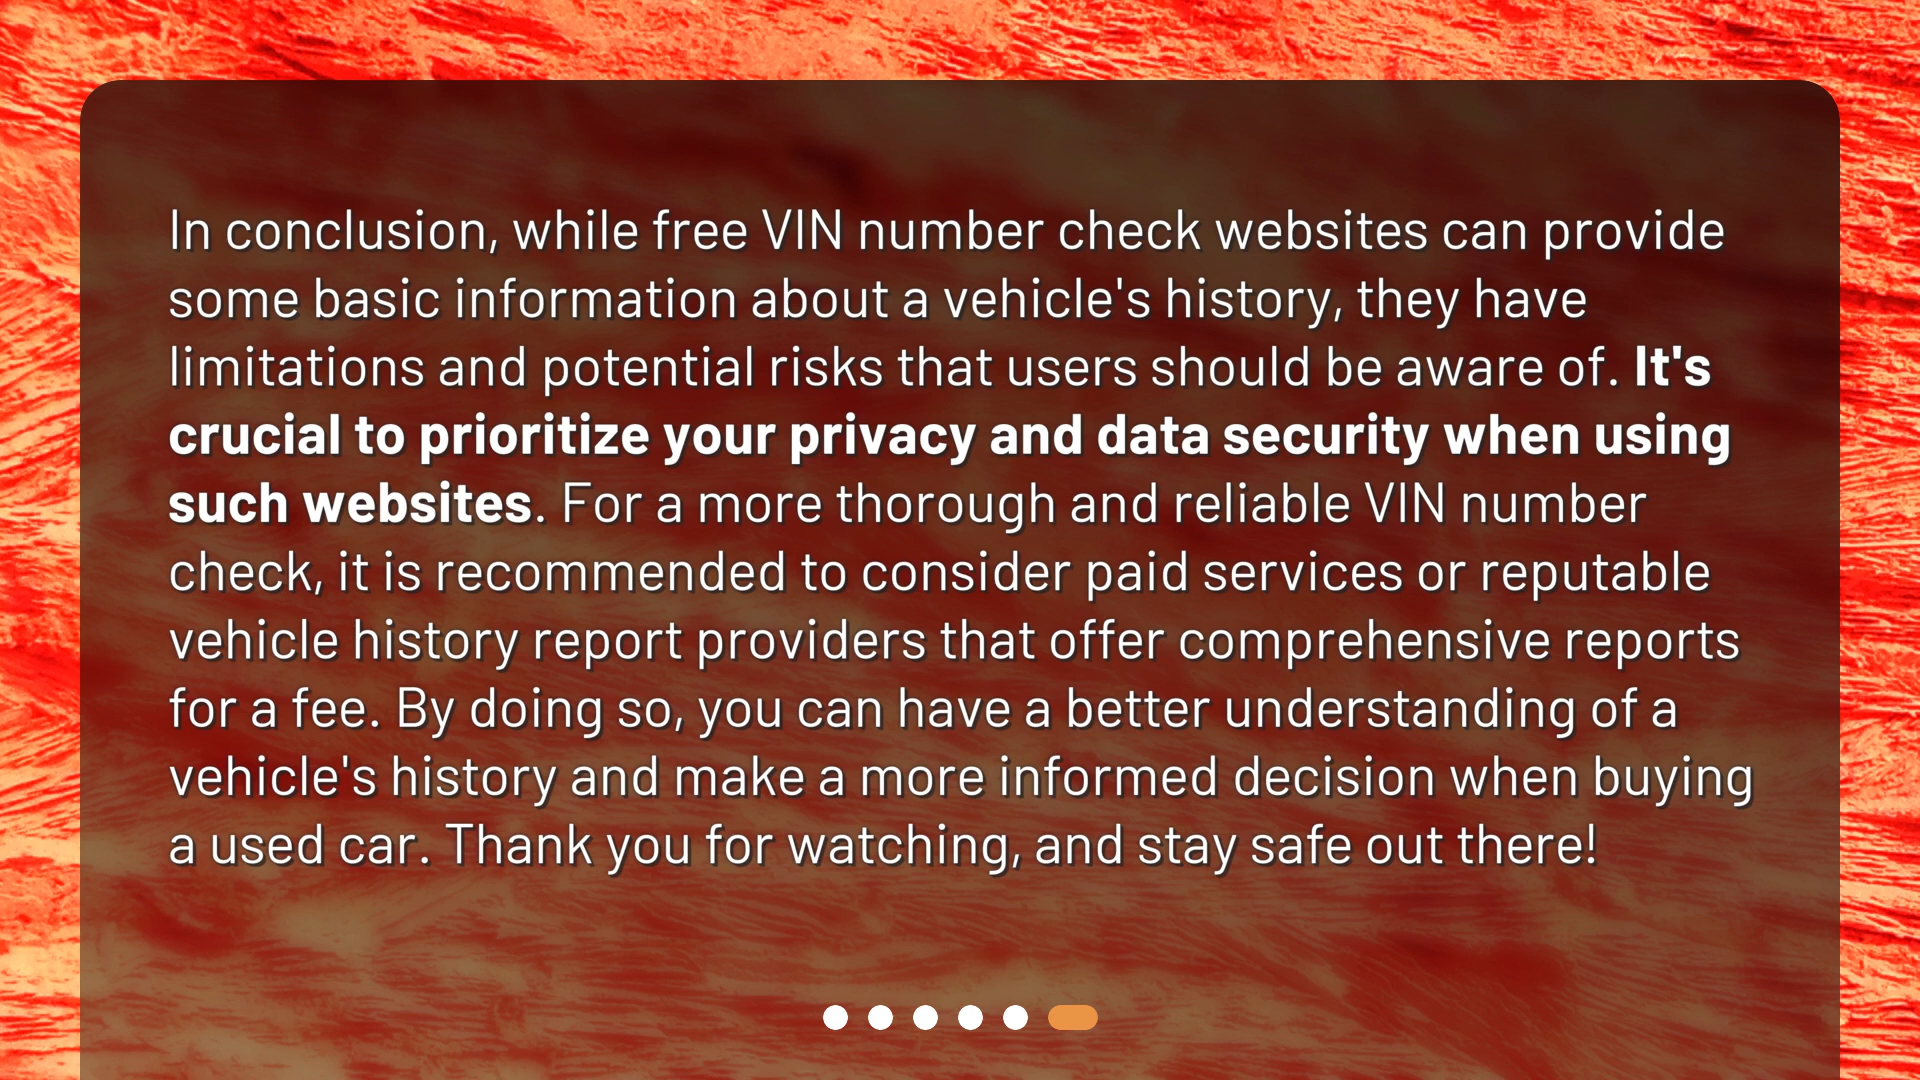 In conclusion, while free VIN number check websites can provide
some basic information about a vehicle's history, they have
limitations and potential risks that users should be aware of. It's
crucial to prioritize your privacy and data security when using
such websites. For a more thorough and reliable VIN number
check, it is recommended to consider paid services or reputable
vehicle history report providers that offer comprehensive reports
for a fee. By doing so, you can have a better understanding of a
vehicle's history and make a more informed decision when buying
a used car. Thank you for watching, and stay safe out there!